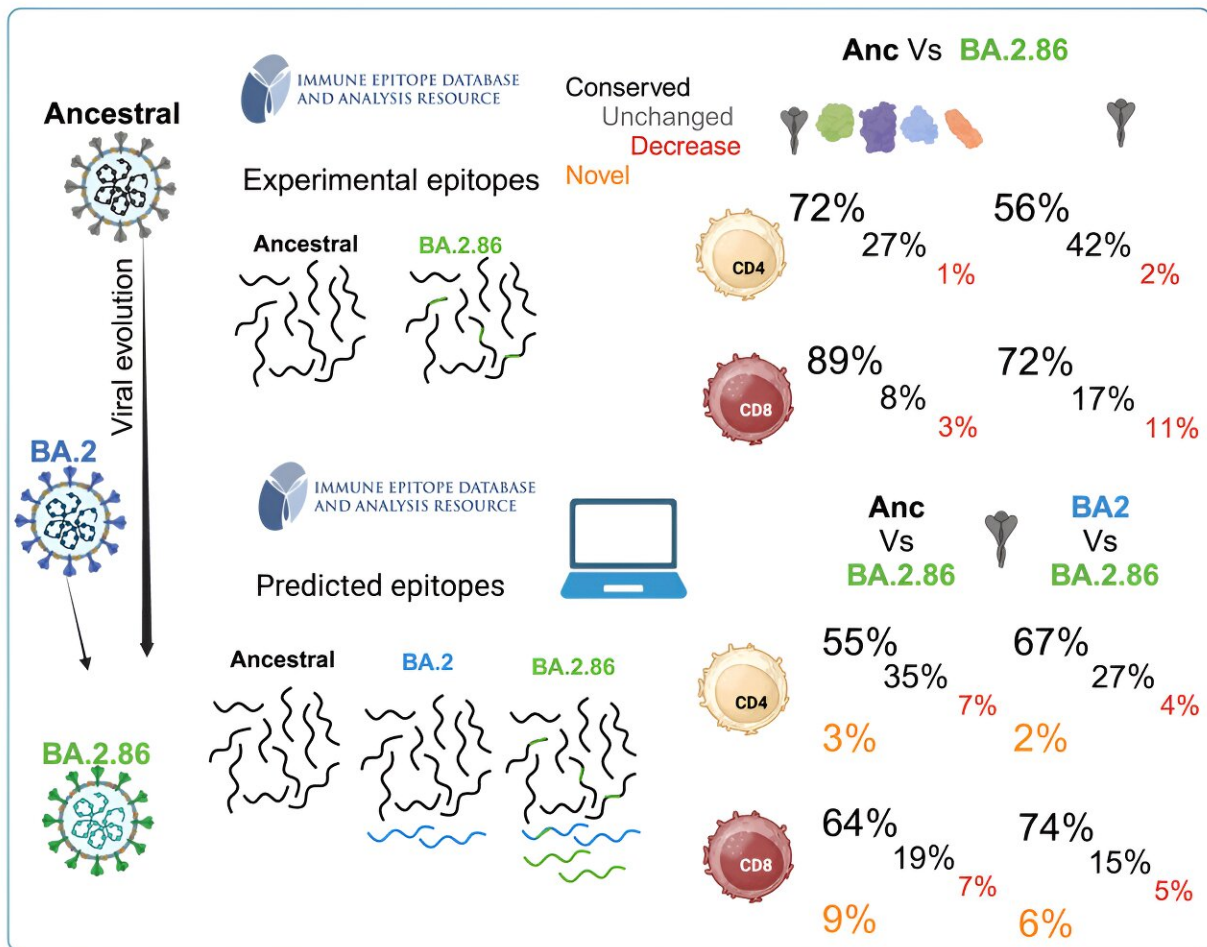 Anc Vs BA.2.86
IMMUNE EPITOPE DATABASE
AND ANALYSIS RESOURCE
Conserved
Unchanged
Decrease
Novel
Ancestral
Experimental epitopes
Ancestral
BA.2.86
Viral evolution
CD4
72%
27%
1%
56%
42%
2%
CD8
89%
8%
3%
72%
17%
11%
BA.2
IMMUNE EPITOPE DATABASE
AND ANALYSIS RESOURCE
Predicted epitopes
Anc
Vs
BA.2.86
BA2
Vs
BA.2.86
Ancestral
BA.2
BA.2.86
BA.2.86
CD4
55%
35%
7%
3%
67%
27%
4%
2%
CD8
64%
19%
7%
9%
74%
15%
5%
6%